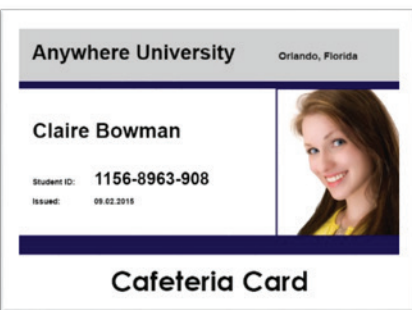 Anywhere University Orlando, Florida
Claire Bowman
Student ID: 1156-8963-908
Issued: 09.02.2015
Cafeteria Card